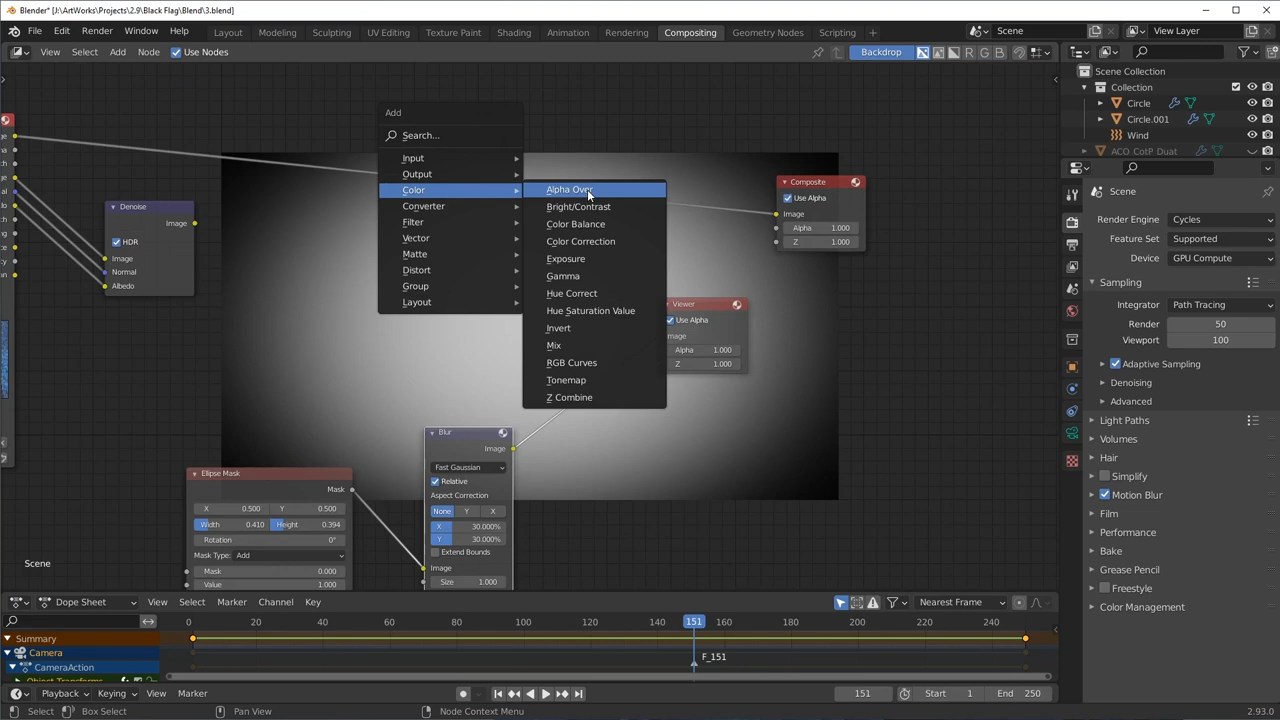 Blender* [J:\ArtWorks\Projects\2.9\Black Flag\Blend\3.blend]
File Edit Render Window Help Layout Modeling Sculpting UV Editing Texture Paint Shading Animation Rendering Compositing Geometry Nodes Scripting + Scene View Layer
View Select Add Node Use Nodes Backdrop R G B
Scene Collection
Collection
Circle
Circle.001
Wind
ACO_CotP_Duat
Scene
Render Engine Cycles
Feature Set Supported
Device GPU Compute
Sampling
Integrator Path Tracing
Render 50
Viewport 100
Adaptive Sampling
Denoising
Advanced
Light Paths
Volumes
Hair
Simplify
Motion Blur
Film
Performance
Bake
Grease Pencil
Freestyle
Color Management
Add
Search...
Input
Output
Color
Converter
Filter
Vector
Matte
Distort
Group
Layout
Alpha Over
Bright/Contrast
Color Balance
Color Correction
Exposure
Gamma
Hue Correct
Hue Saturation Value
Invert
Mix
RGB Curves
Tonemap
Z Combine
Denoise
Image
HDR
Image
Normal
Albedo
Composite
Use Alpha
Image
Alpha 1.000
Z 1.000
Viewer
Use Alpha
mage
Alpha 1.000
Z 1.000
Blur
Image
Fast Gaussian
Relative
Aspect Correction
None Y X
X 30.000%
Y 30.000%
Extend Bounds
Image
Size 1.000
Ellipse Mask
Mask
X 0.500 Y 0.500
Width 0.410 Height 0.394
Rotation 0°
Mask Type: Add
Mask 0.000
Value 1.000
Scene
Dope Sheet View Select Marker Channel Key Nearest Frame
0 20 40 60 80 100 120 140 151 160 180 200 220 240
Summary
Camera
CameraAction
Object Transforms
F_151
Playback Keying View Marker 151 Start 1 End 250
Select Box Select Pan View Node Context Menu 2.93.0